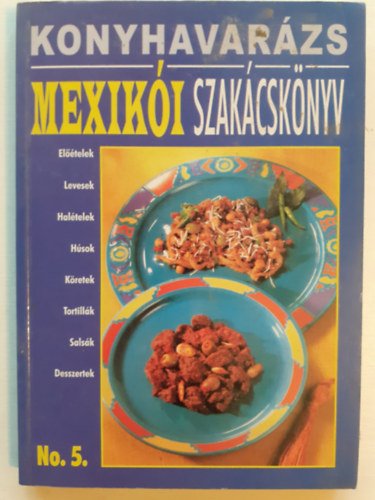 KONYHAVARÁZS
MEXIKÓI SZAKÁCSKÖNYV
Előételek
Levesek
Halételek
Húsok
Köretek
Tortillák
Salsák
Desszertek
No. 5.